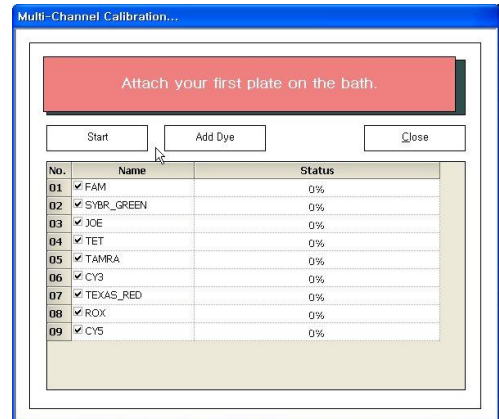 Multi-Channel Calibration...
Attach your first plate on the bath.
Start Add Dye Close
No. Name Status
01 FAM 0%
02 SYBR_GREEN 0%
03 JOE 0%
04 TET 0%
05 TAMRA 0%
06 CY3 0%
07 TEXAS_RED 0%
08 ROX 0%
09 CY5 0%